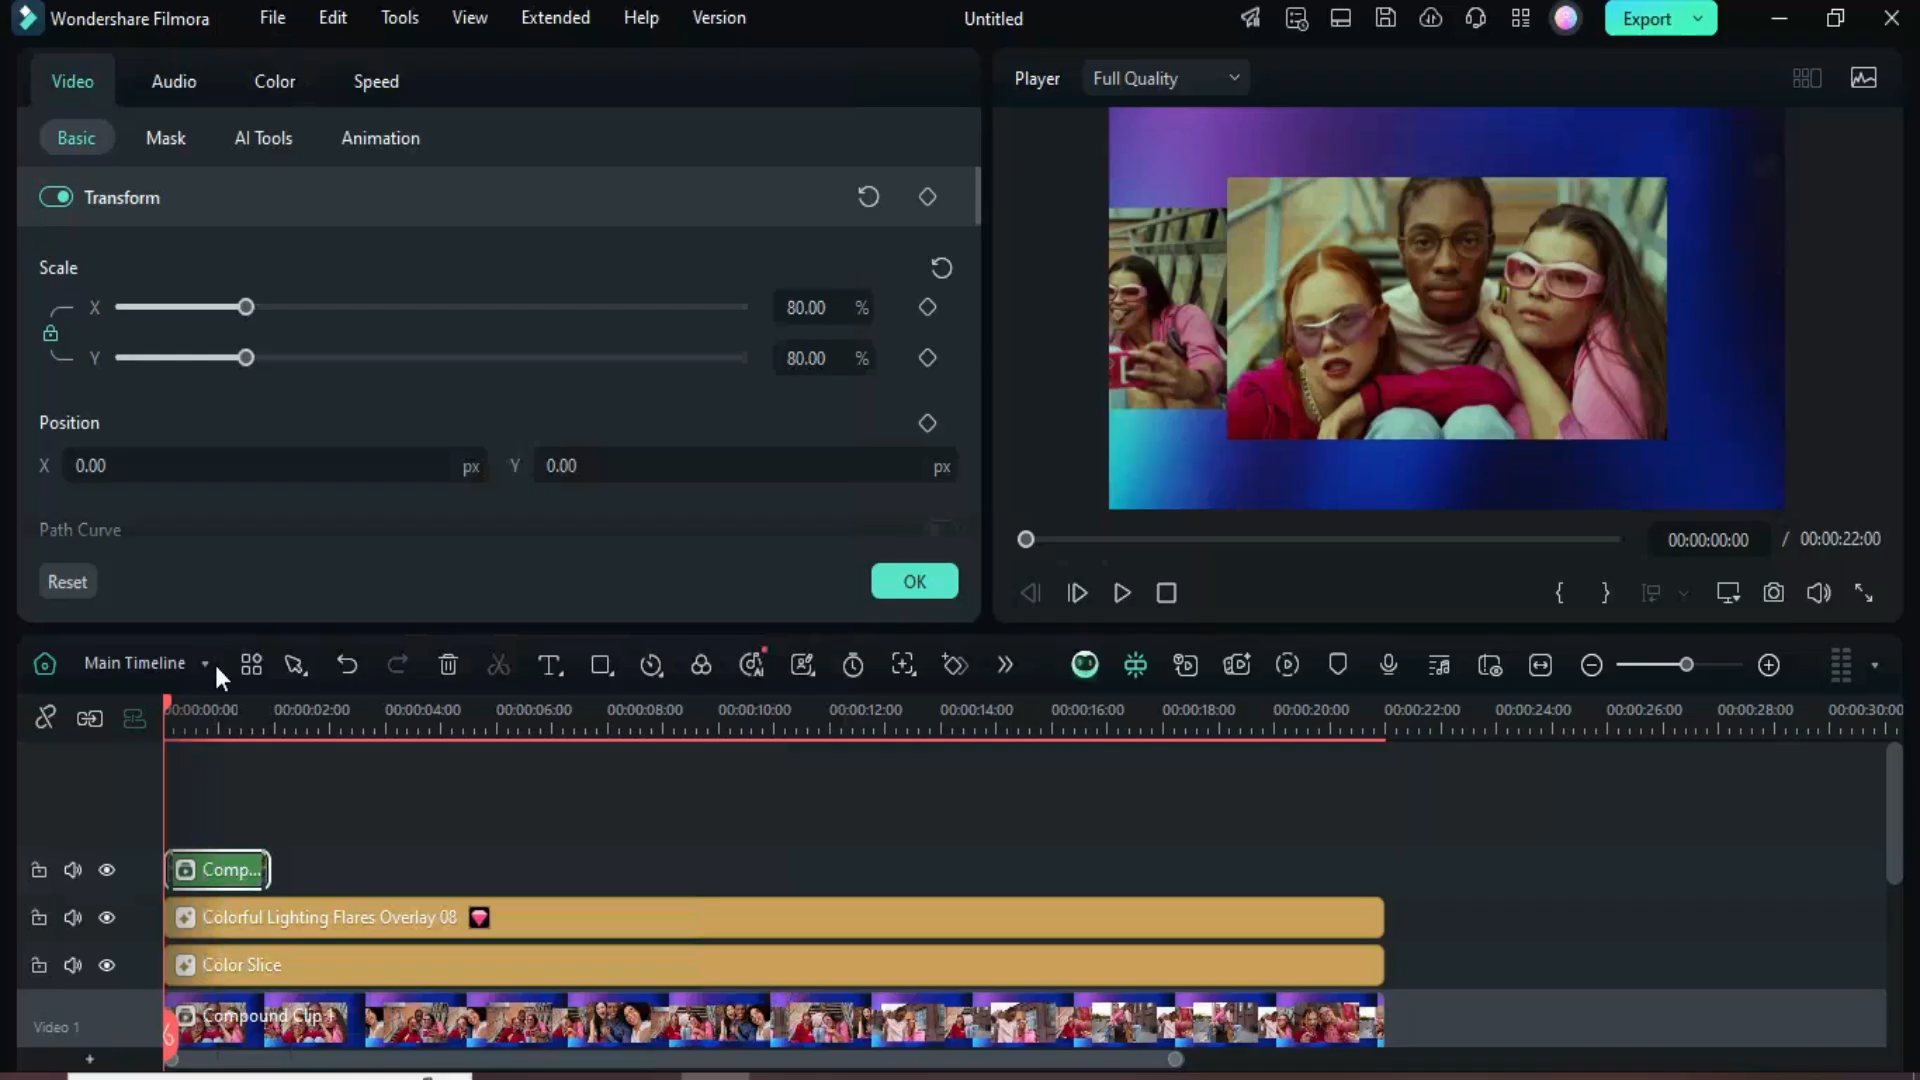 Wondershare Filmora
File
Edit
Tools
View
Extended
Help
Version
Untitled
Export
Video
Audio
Color
Speed
Basic
Mask
AI Tools
Animation
Transform
Scale
X
80.00
%
Y
80.00
%
Position
X
0.00
px
Y
0.00
px
Path Curve
Reset
OK
Player
Full Quality
00:00:00:00
/
00:00:22:00
Main Timeline
00:00:00:00
00:00:02:00
00:00:04:00
00:00:06:00
00:00:08:00
00:00:10:00
00:00:12:00
00:00:14:00
00:00:16:00
00:00:18:00
00:00:20:00
00:00:22:00
00:00:24:00
00:00:26:00
00:00:28:00
00:00:30:00
Comp...
Colorful Lighting Flares Overlay 08
Color Slice
Video 1
Compound Clip 1